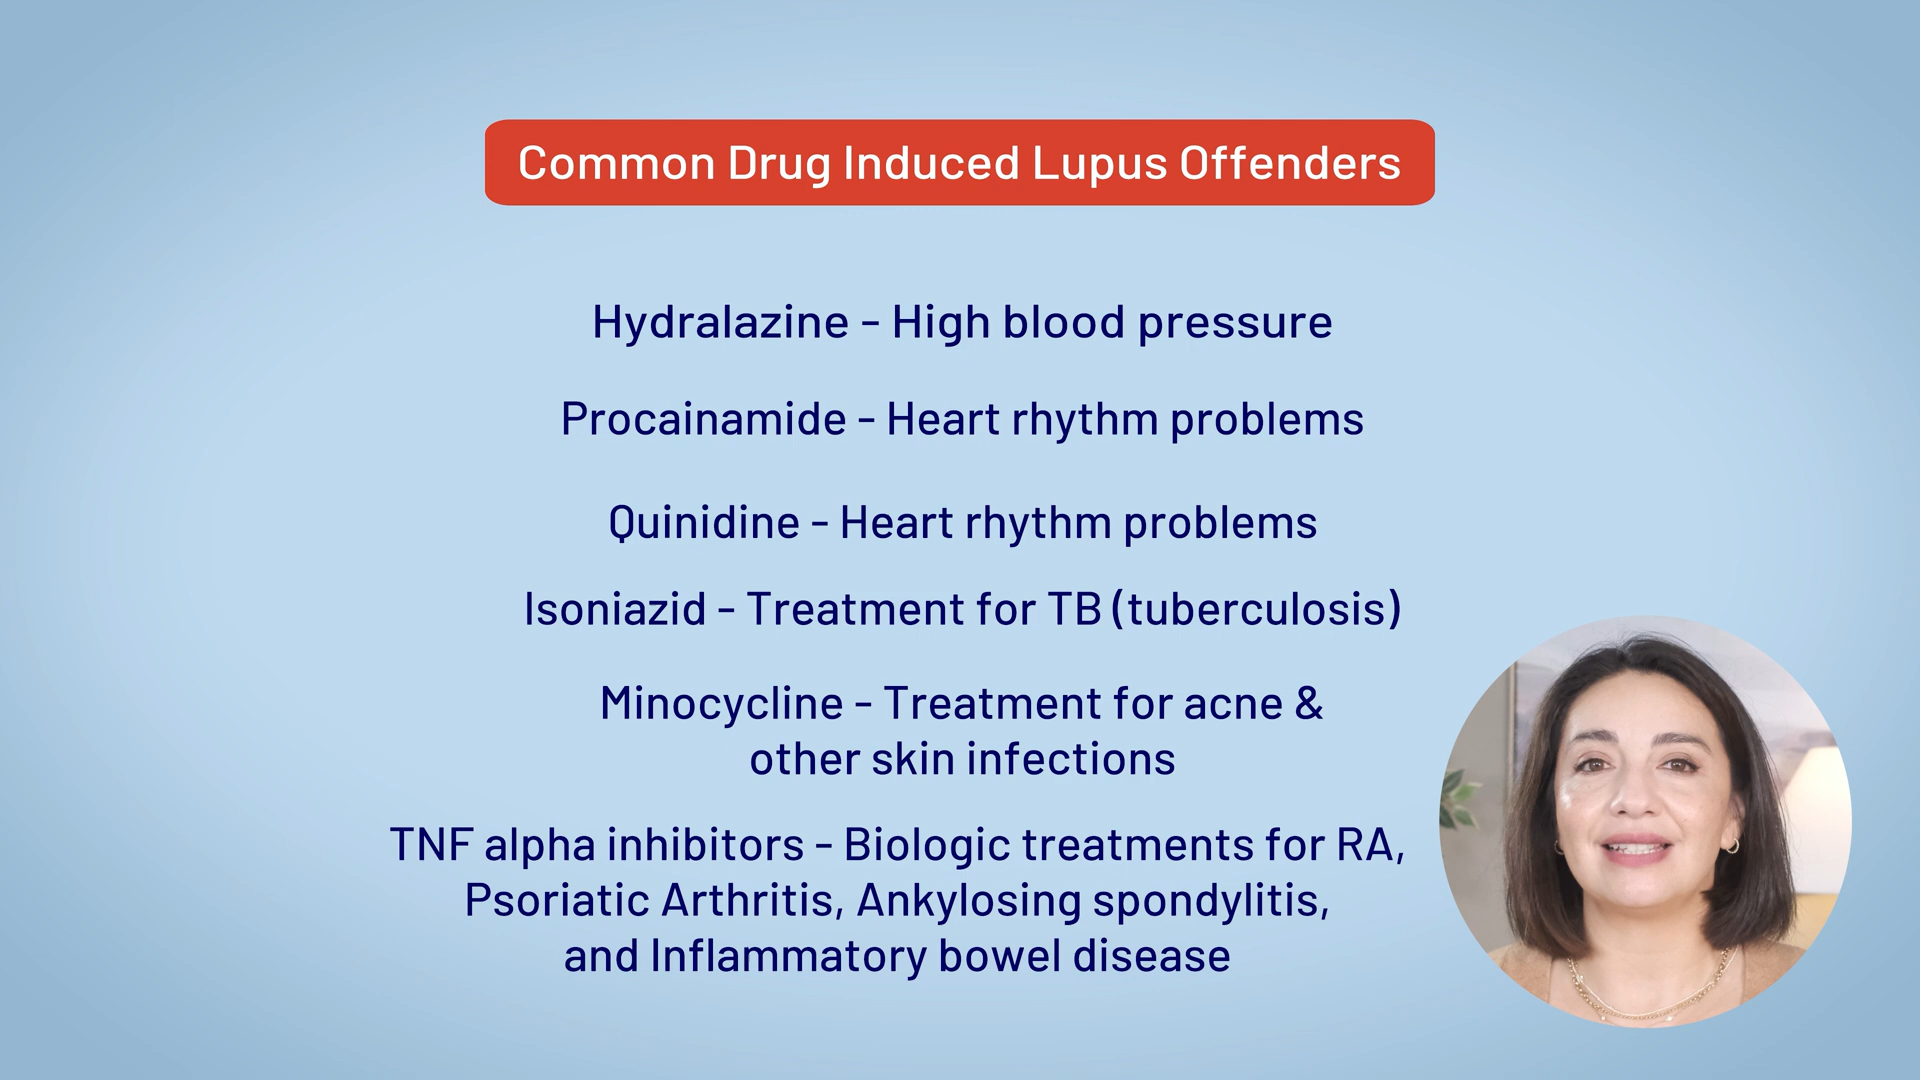 Common Drug Induced Lupus Offenders
Hydralazine - High blood pressure
Procainamide - Heart rhythm problems
Quinidine - Heart rhythm problems
Isoniazid - Treatment for TB (tuberculosis)
Minocycline - Treatment for acne &
other skin infections
TNF alpha inhibitors - Biologic treatments for RA,
Psoriatic Arthritis, Ankylosing spondylitis,
and Inflammatory bowel disease